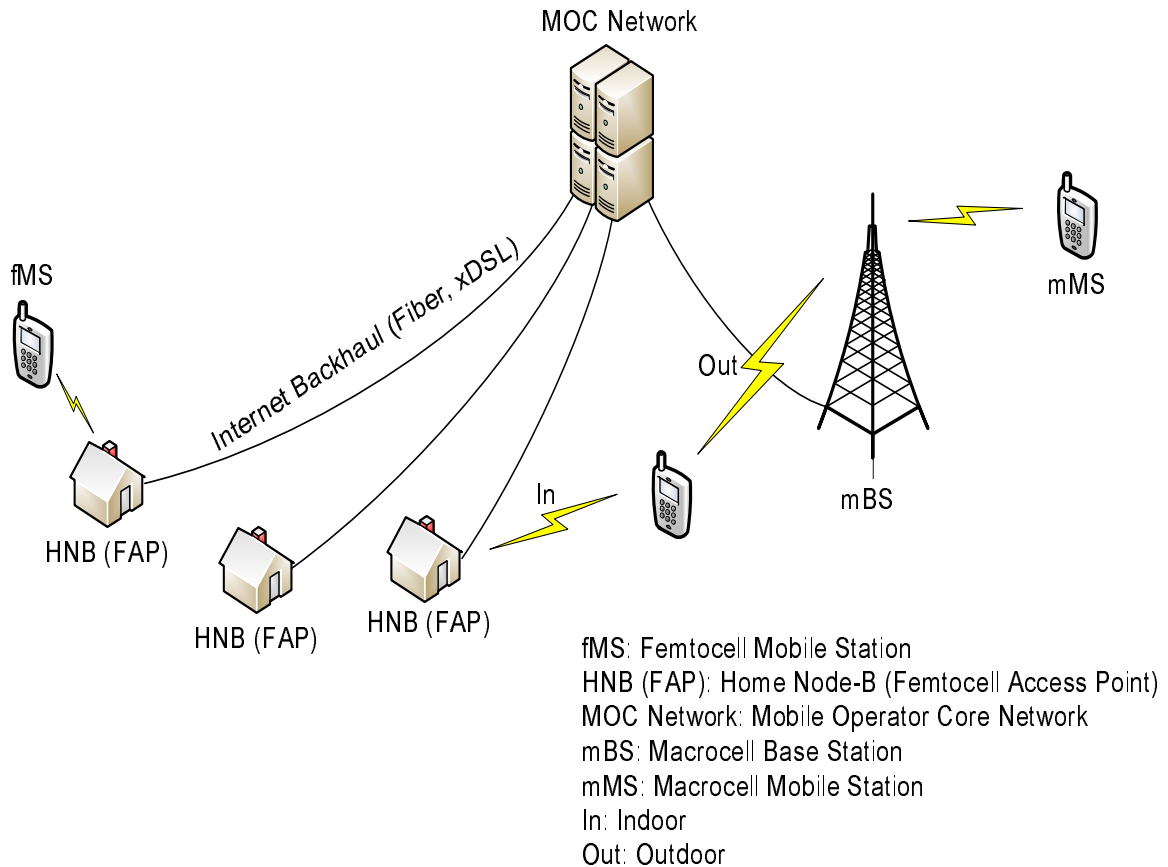 MOC Network
fMS
Internet Backhaul (Fiber, xDSL)
mMS
Out
In
mBS
HNB (FAP)
HNB (FAP)
HNB (FAP)
fMS: Femtocell Mobile Station
HNB (FAP): Home Node-B (Femtocell Access Point)
MOC Network: Mobile Operator Core Network
mBS: Macrocell Base Station
mMS: Macrocell Mobile Station
In: Indoor
Out: Outdoor